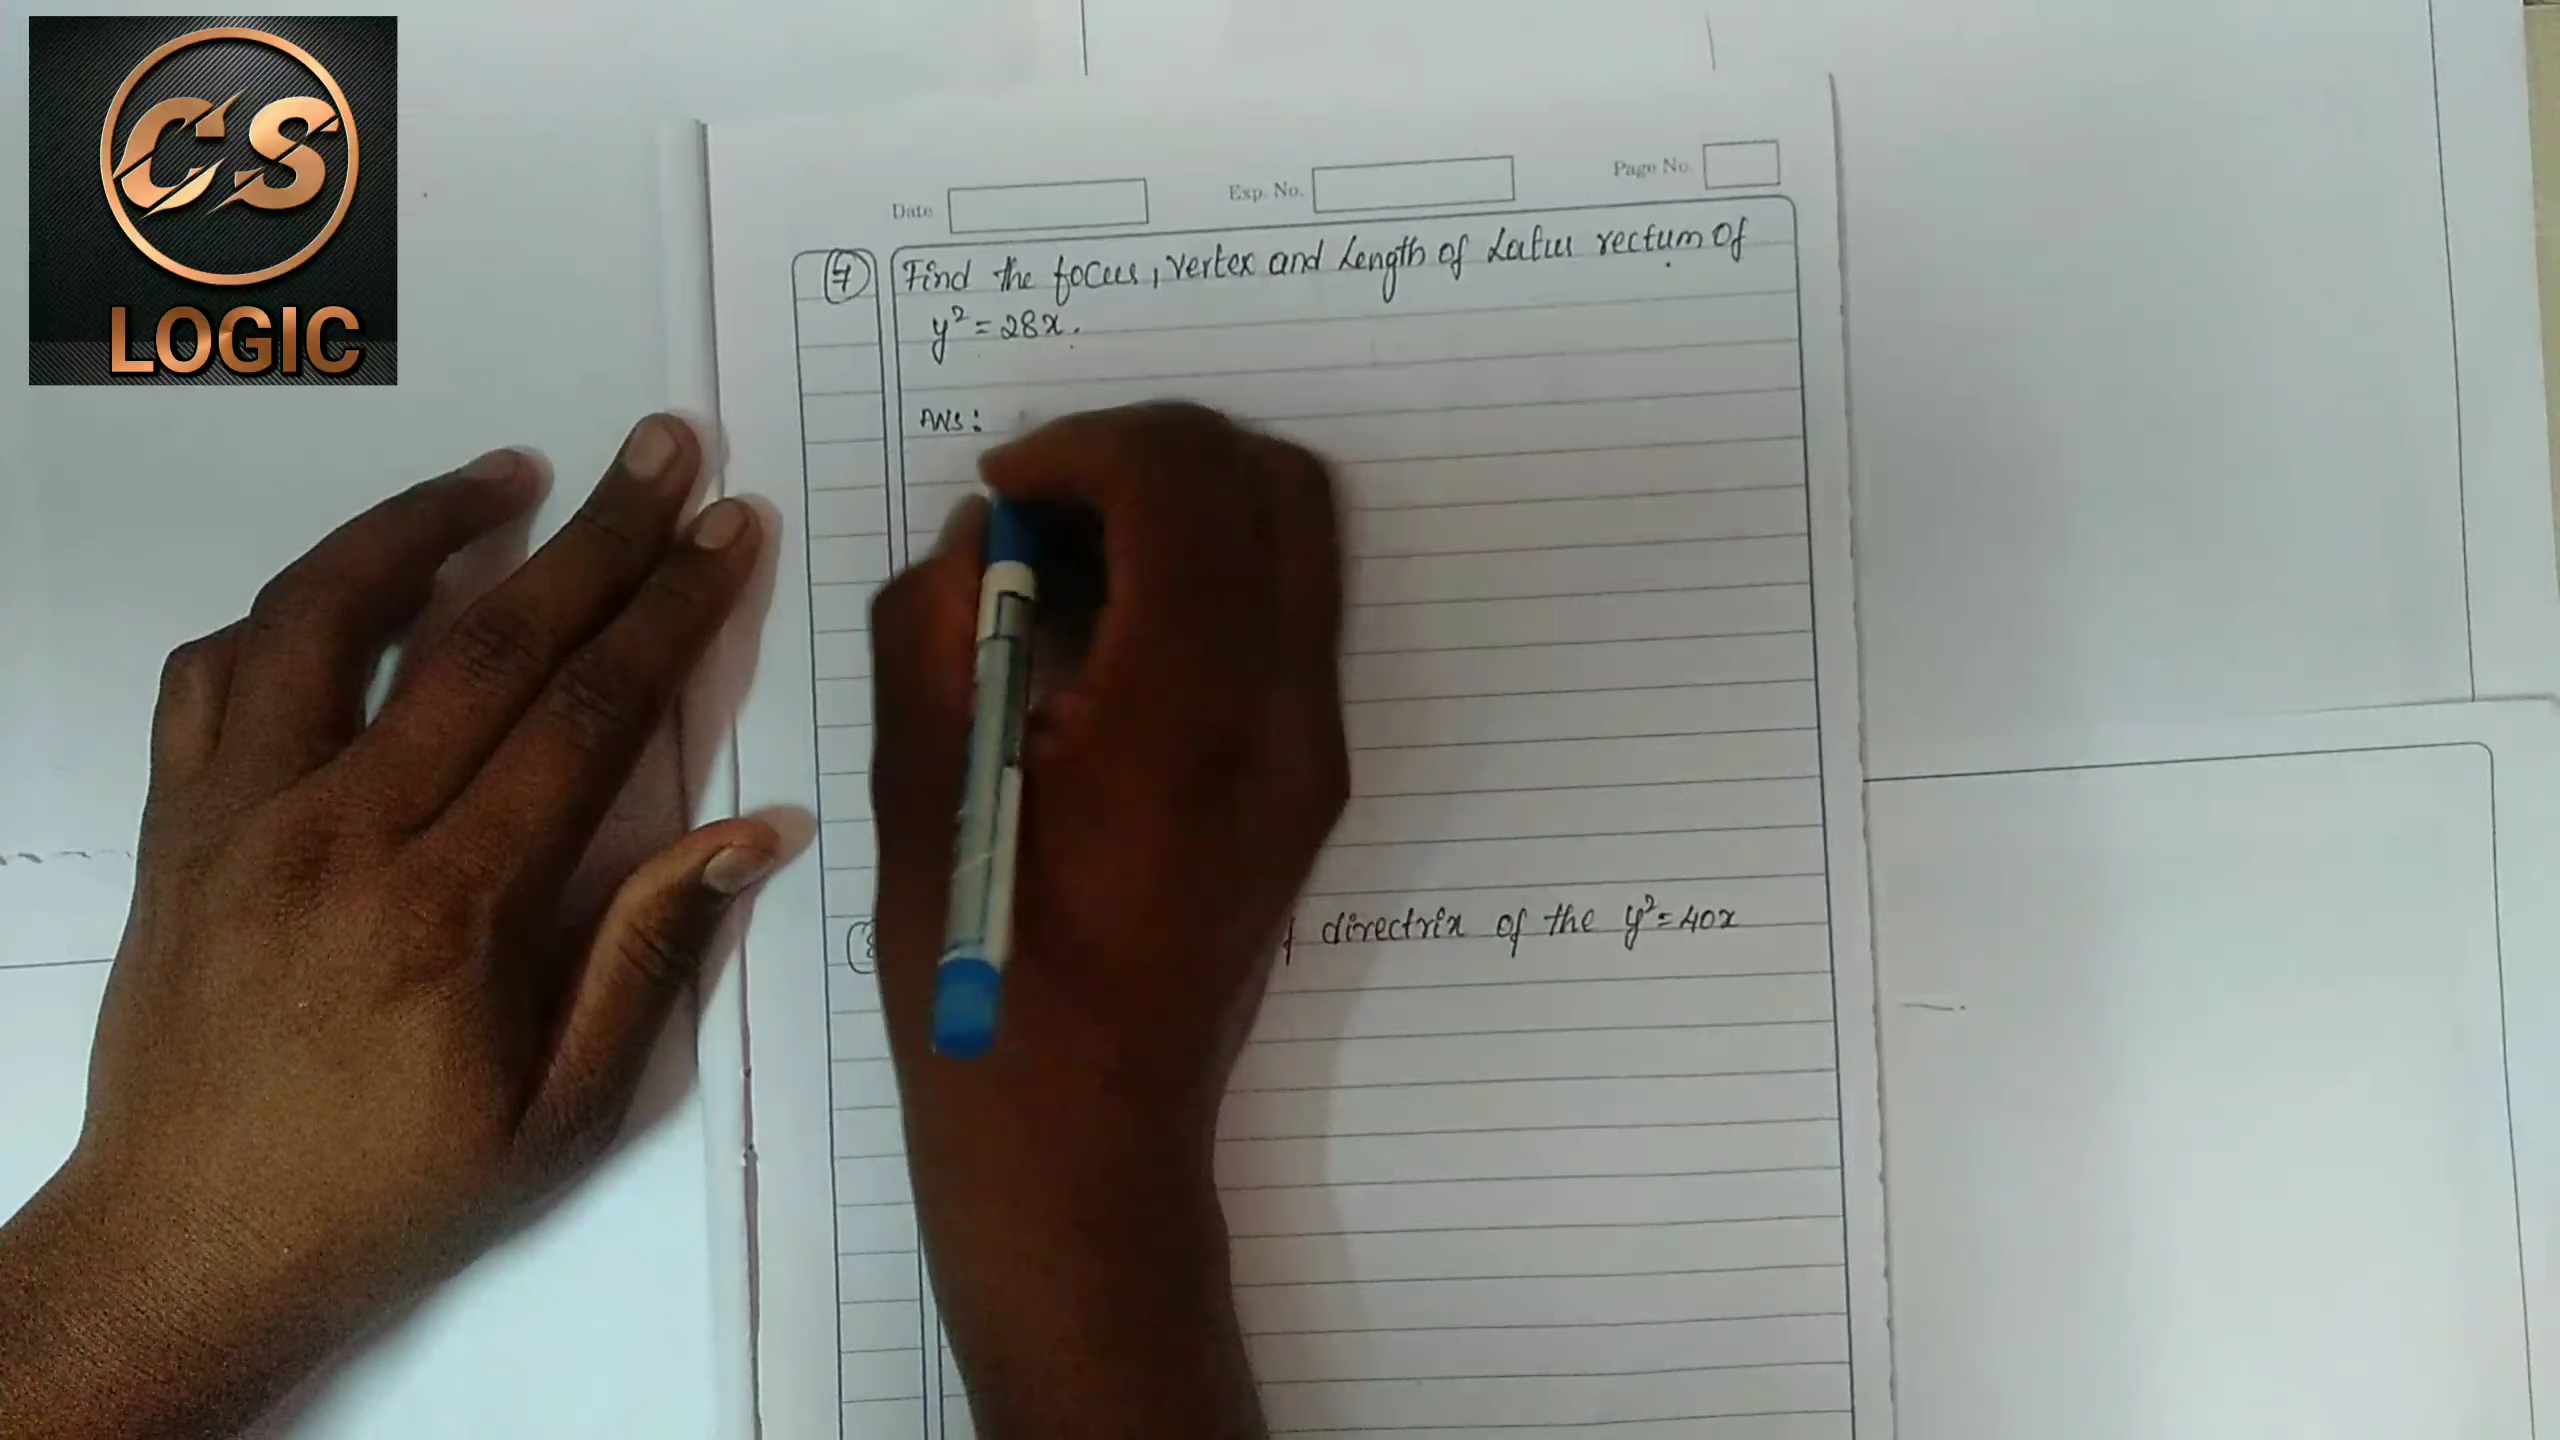 CS
LOGIC
Date
Exp. No.
Page No.
7 Find the focus, vertex and Length of Latus rectum of
y² = 28x.
Ans:
directrix of the y² = 40x